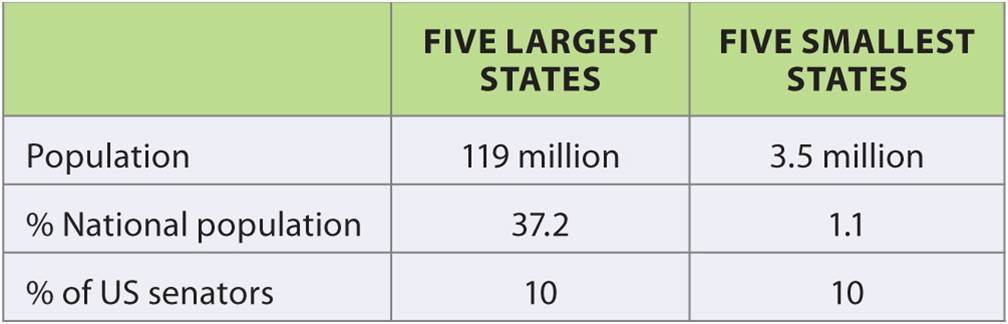 FIVE LARGEST STATES FIVE SMALLEST STATES
Population 119 million 3.5 million
% National population 37.2 1.1
% of US senators 10 10